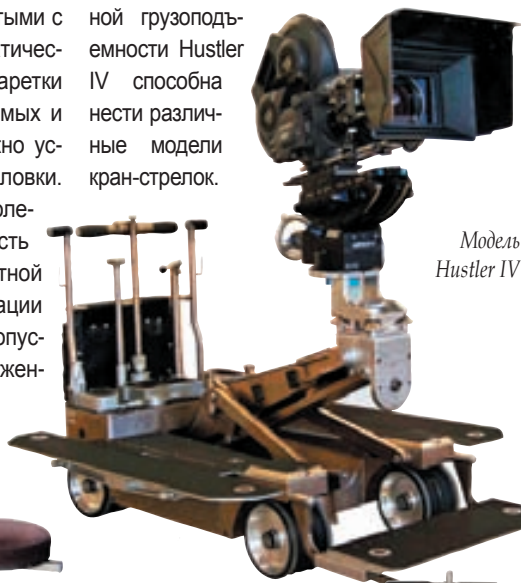 тыми с
тичес-
аретки
мых и
но ус-
ловки.
оле-
сть
тной
ации
опус-
жен-
ной грузоподъ-
емности Hustler
IV способна
нести различ-
ные модели
кран-стрелок.
Модель
Hustler IV